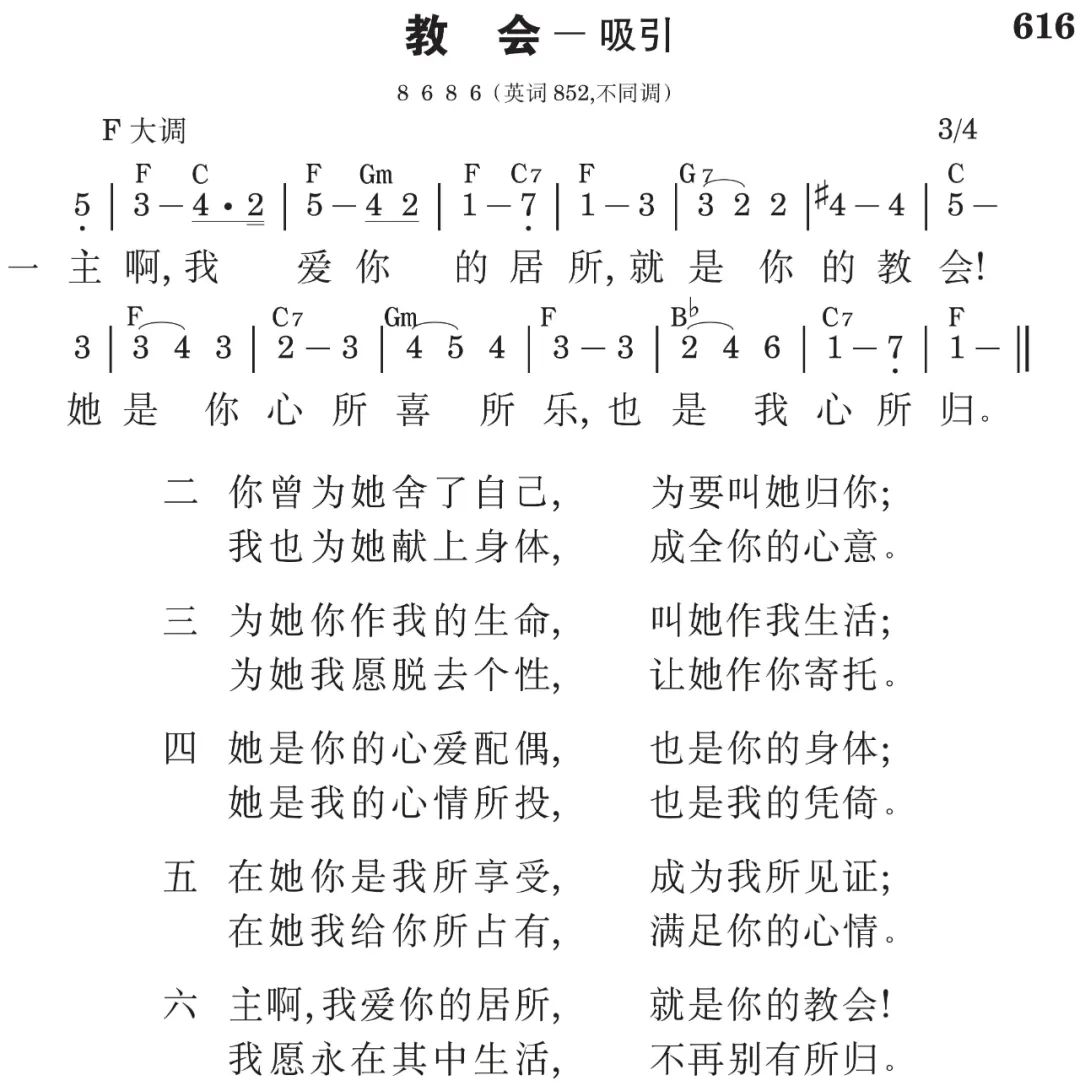 教 会－吸引 616
8 6 8 6（英词852,不同调）
F大调 3/4
F C F Gm F C7 F G7 C
5 | 3 – 4 · 2 | 5 – 4 2 | 1 – 7 | 1 – 3 | 3 2 2 | #4 – 4 | 5 –
一 主啊,我 爱你 的居所,就是你的教会!
F C7 Gm F B♭ C7 F
3 | 3 4 3 | 2 – 3 | 4 5 4 | 3 – 3 | 2 4 6 | 1 – 7 | 1 – ‖
她是你心所喜所乐,也是我心所归。
二 你曾为她舍了自己, 为要叫她归你;
我也为她献上身体, 成全你的心意。
三 为她你作我的生命, 叫她作我生活;
为她我愿脱去个性, 让她作你寄托。
四 她是你的心爱配偶, 也是你的身体;
她是我的心情所投, 也是我的凭倚。
五 在她你是我所享受, 成为我所见证;
在她我给你所占有, 满足你的心情。
六 主啊,我爱你的居所, 就是你的教会!
我愿永在其中生活, 不再别有所归。